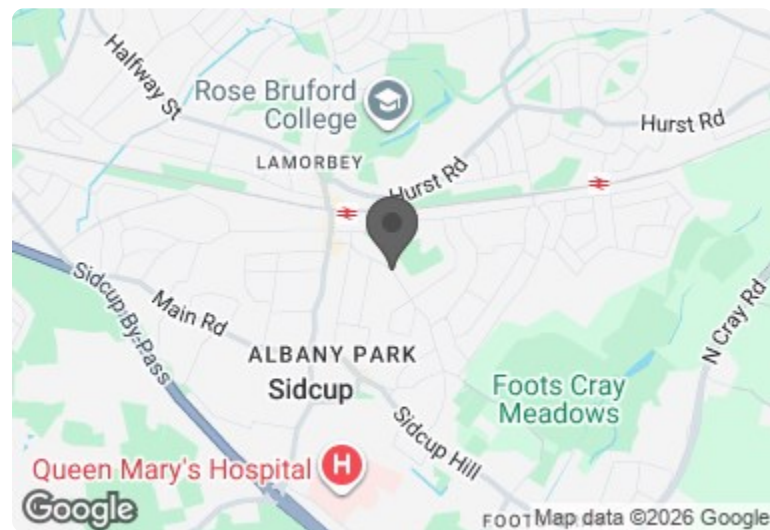 Halfway St
Rose Bruford
College
Hurst Rd
LAMORBEY
Hurst Rd
Sidcup By-Pass
Main Rd
N Cray Rd
ALBANY PARK
Sidcup
Foots Cray
Meadows
Sidcup Hill
Queen Mary's Hospital
H
Google
FOOT
Map data ©2026 Google